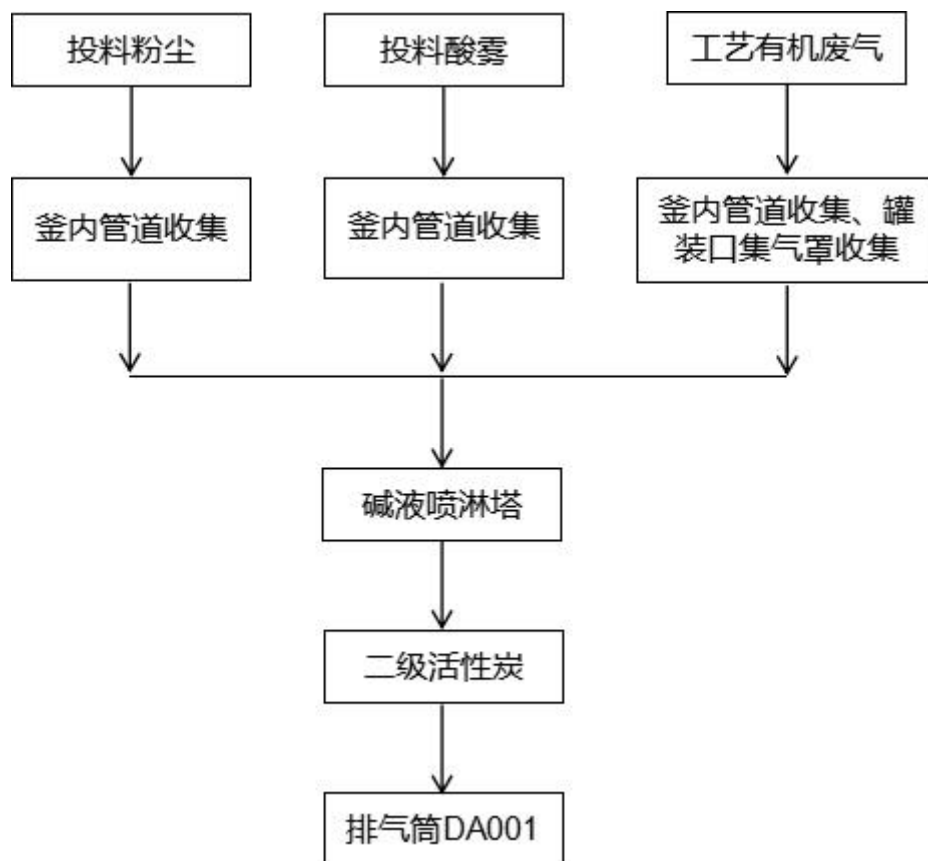 投料粉尘
投料酸雾
工艺有机废气
釜内管道收集
釜内管道收集
釜内管道收集、罐
装口集气罩收集
碱液喷淋塔
二级活性炭
排气筒DA001